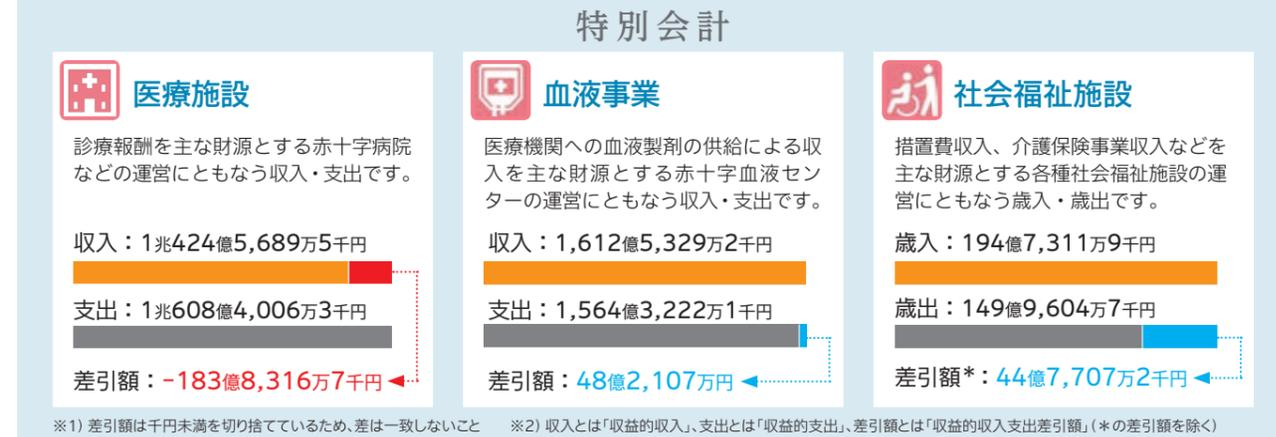 特別会計
医療施設
診療報酬を主な財源とする赤十字病院
などの運営にともなう収入・支出です。
収入：1兆424億5,689万5千円
支出：1兆608億4,006万3千円
差引額：-183億8,316万7千円
血液事業
医療機関への血液製剤の供給による収
入を主な財源とする赤十字血液セン
ターの運営にともなう収入・支出です。
収入：1,612億5,329万2千円
支出：1,564億3,222万1千円
差引額：48億2,107万円
社会福祉施設
措置費収入、介護保険事業収入などを
主な財源とする各種社会福祉施設の運
営にともなう歳入・歳出です。
歳入：194億7,311万9千円
歳出：149億9,604万7千円
差引額＊：44億7,707万2千円
※1）差引額は千円未満を切り捨てているため、差は一致しないこと
※2）収入とは「収益的収入」、支出とは「収益的支出」、差引額とは「収益的収入支出差引額」（＊の差引額を除く）